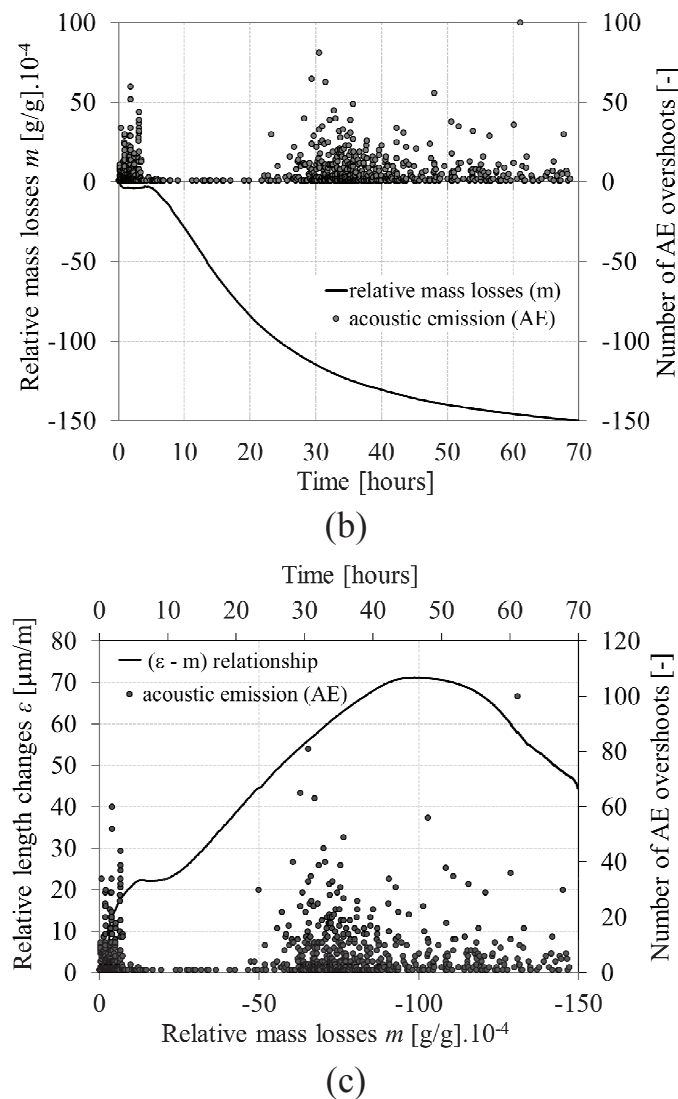 100
50
0
-50
-100
-150
Relative mass losses m [g/g].10-4
100
50
0
-50
-100
-150
Number of AE overshoots [-]
relative mass losses (m)
acoustic emission (AE)
0 10 20 30 40 50 60 70
Time [hours]
(b)
Time [hours]
0 10 20 30 40 50 60 70
80
70
60
50
40
30
20
10
0
Relative length changes ε [µm/m]
120
100
80
60
40
20
0
Number of AE overshoots [-]
(ε - m) relationship
acoustic emission (AE)
0 -50 -100 -150
Relative mass losses m [g/g].10-4
(c)